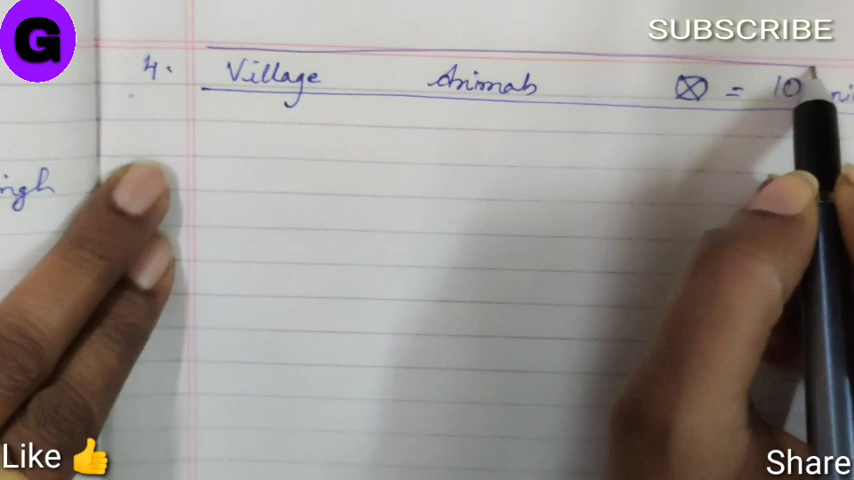 G
SUBSCRIBE
4. Village Animals ⊗ = 10
Like 👍
Share